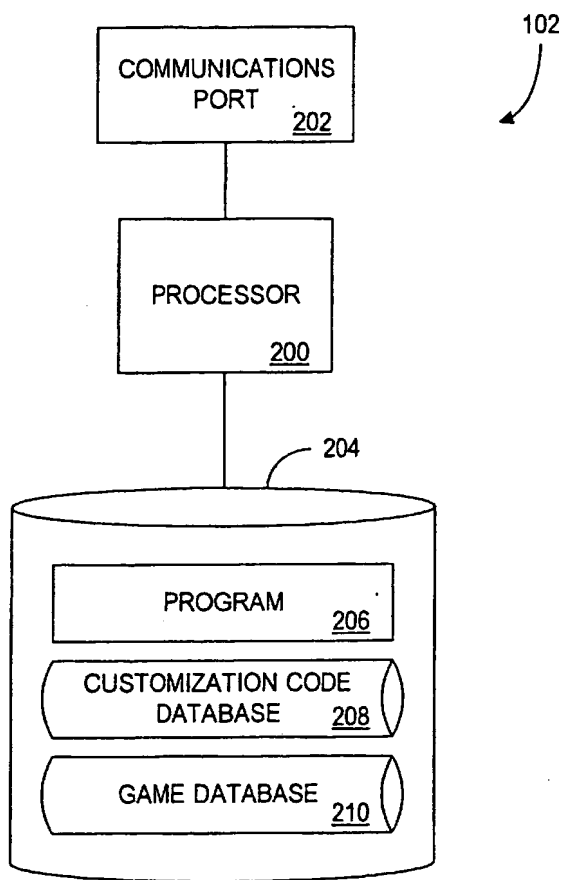 102
COMMUNICATIONS
PORT
202
PROCESSOR
200
204
PROGRAM
206
CUSTOMIZATION CODE
DATABASE
208
GAME DATABASE
210